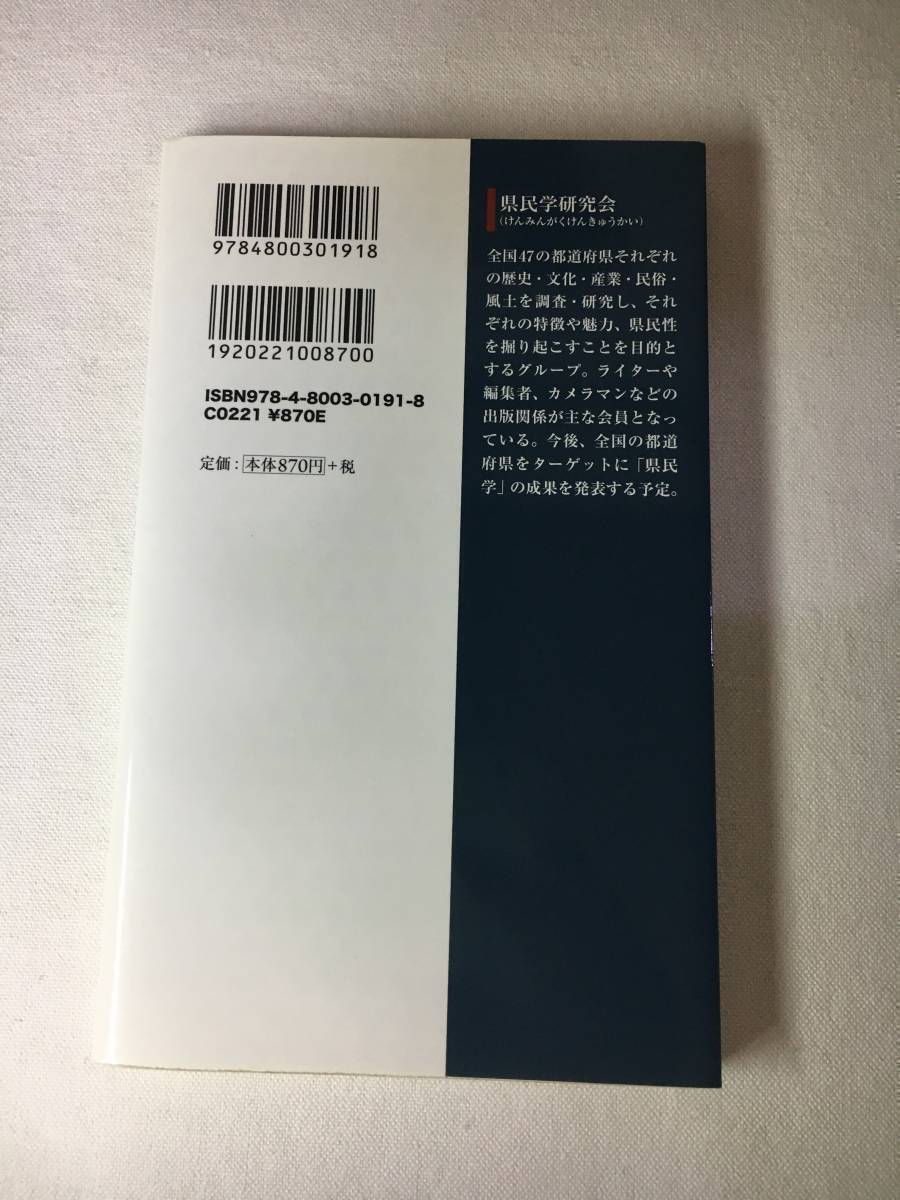 9784800301918
1920221008700
ISBN978-4-8003-0191-8
C0221 ¥870E
定価:本体870円+税
県民学研究会
(けんみんがくけんきゅうかい)
全国47の都道府県それぞれ
の歴史・文化・産業・民俗・
風土を調査・研究し、それ
ぞれの特徴や魅力、県民性
を掘り起こすことを目的と
するグループ。ライターや
編集者、カメラマンなどの
出版関係が主な会員となっ
ている。今後、全国の都道
府県をターゲットに「県民
学」の成果を発表する予定。